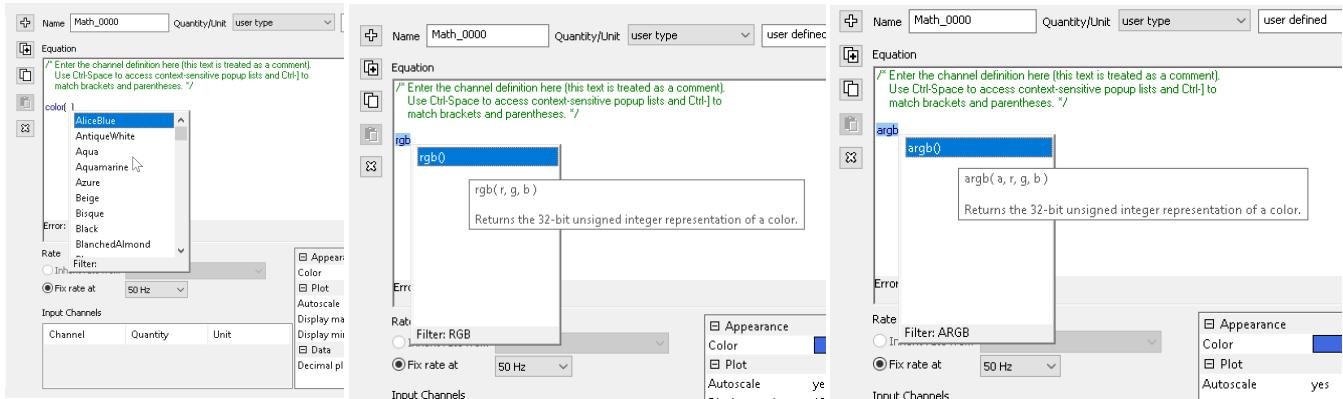 Name Math_0000 Quantity/Unit user type
Equation
/* Enter the channel definition here (this text is treated as a comment).
Use Ctrl-Space to access context-sensitive popup lists and Ctrl-] to
match brackets and parentheses. */
color( )
AliceBlue
AntiqueWhite
Aqua
Aquamarine
Azure
Beige
Bisque
Black
BlanchedAlmond
Filter:
Error:
Rate
Fix rate at 50 Hz
Input Channels
Channel Quantity Unit
Appeara
Color
Plot
Autoscale
Display ma
Display mi
Data
Decimal pl
Name Math_0000 Quantity/Unit user type user defined
Equation
/* Enter the channel definition here (this text is treated as a comment).
Use Ctrl-Space to access context-sensitive popup lists and Ctrl-] to
match brackets and parentheses. */
rgb
rgb()
rgb( r, g, b )
Returns the 32-bit unsigned integer representation of a color.
Erro
Rat
Filter: RGB
Fix rate at 50 Hz
Input Channels
Appearance
Color
Plot
Autoscale ye
Name Math_0000 Quantity/Unit user type user defined
Equation
/* Enter the channel definition here (this text is treated as a comment).
Use Ctrl-Space to access context-sensitive popup lists and Ctrl-] to
match brackets and parentheses. */
argb
argb()
argb( a, r, g, b )
Returns the 32-bit unsigned integer representation of a color.
Error
Rate
Filter: ARGB
Fix rate at 50 Hz
Input Channels
Appearance
Color
Plot
Autoscale yes